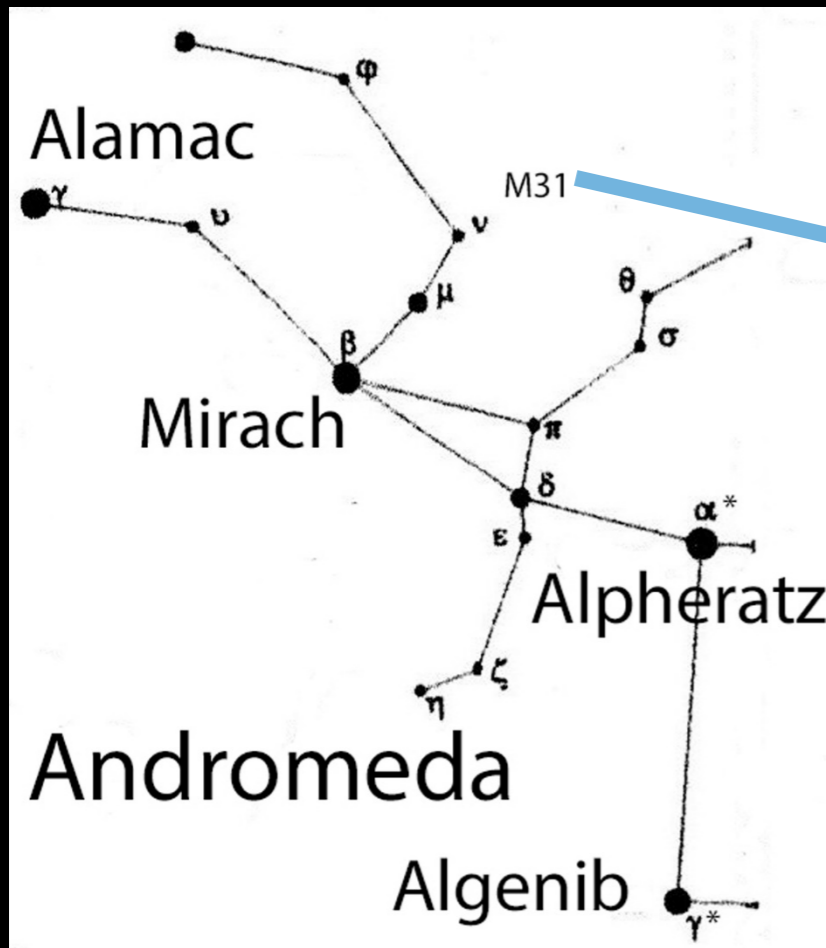 φ
Alamac
γ
υ
M31
ν
θ
μ
σ
β
Mirach
π
δ
α*
ε
Alpheratz
ζ
η
Andromeda
Algenib
γ*